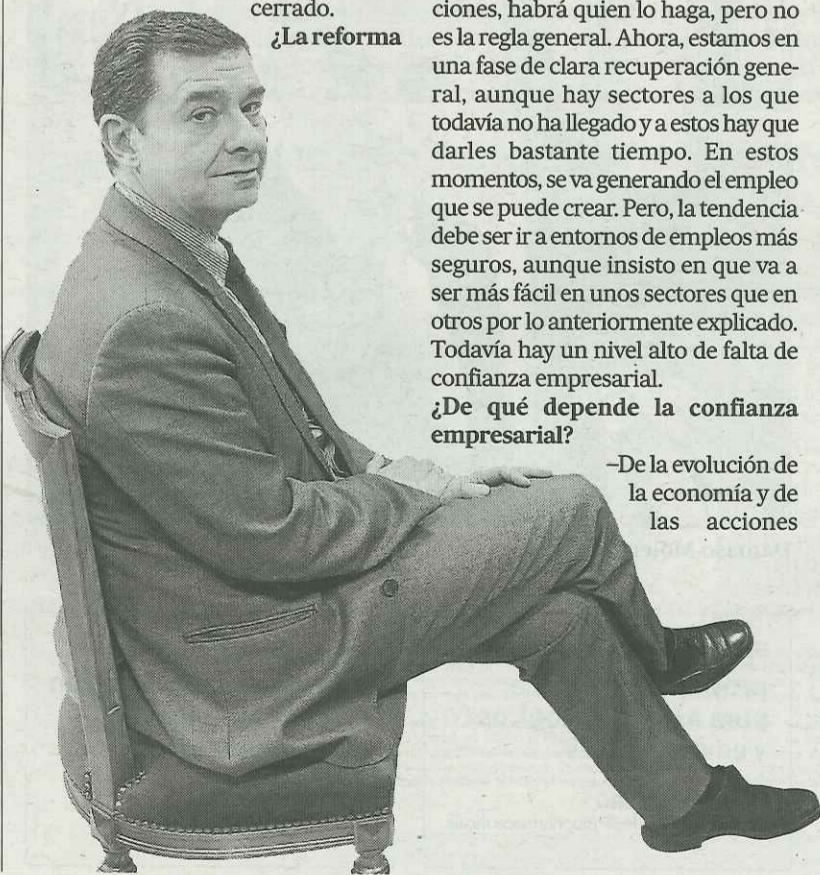 cerrado.
¿La reforma
ciones, habrá quien lo haga, pero no
es la regla general. Ahora, estamos en
una fase de clara recuperación gene-
ral, aunque hay sectores a los que
todavía no ha llegado y a estos hay que
darles bastante tiempo. En estos
momentos, se va generando el empleo
que se puede crear. Pero, la tendencia
debe ser ir a entornos de empleos más
seguros, aunque insisto en que va a
ser más fácil en unos sectores que en
otros por lo anteriormente explicado.
Todavía hay un nivel alto de falta de
confianza empresarial.
¿De qué depende la confianza
empresarial?
–De la evolución de
la economía y de
las acciones